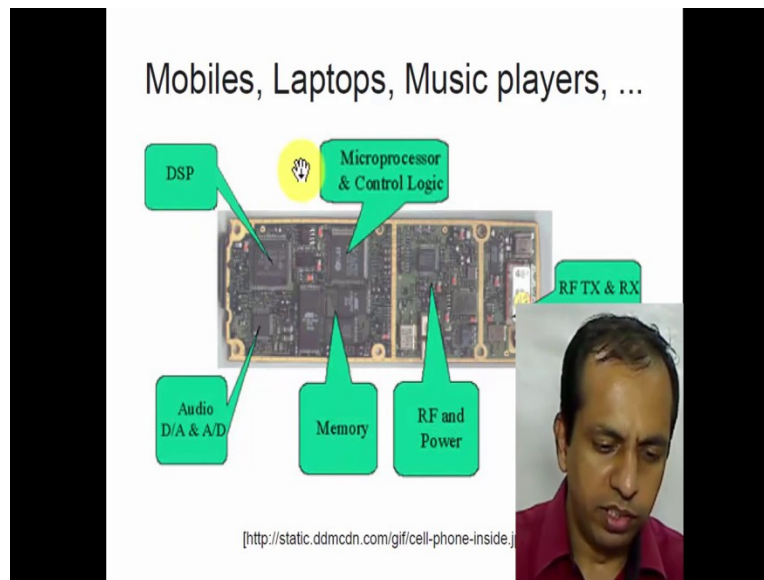 Mobiles, Laptops, Music players, ...
DSP
Microprocessor
& Control Logic
RF TX & RX
Audio
D/A & A/D
Memory
RF and
Power
[http://static.ddmcdn.com/gif/cell-phone-inside.j